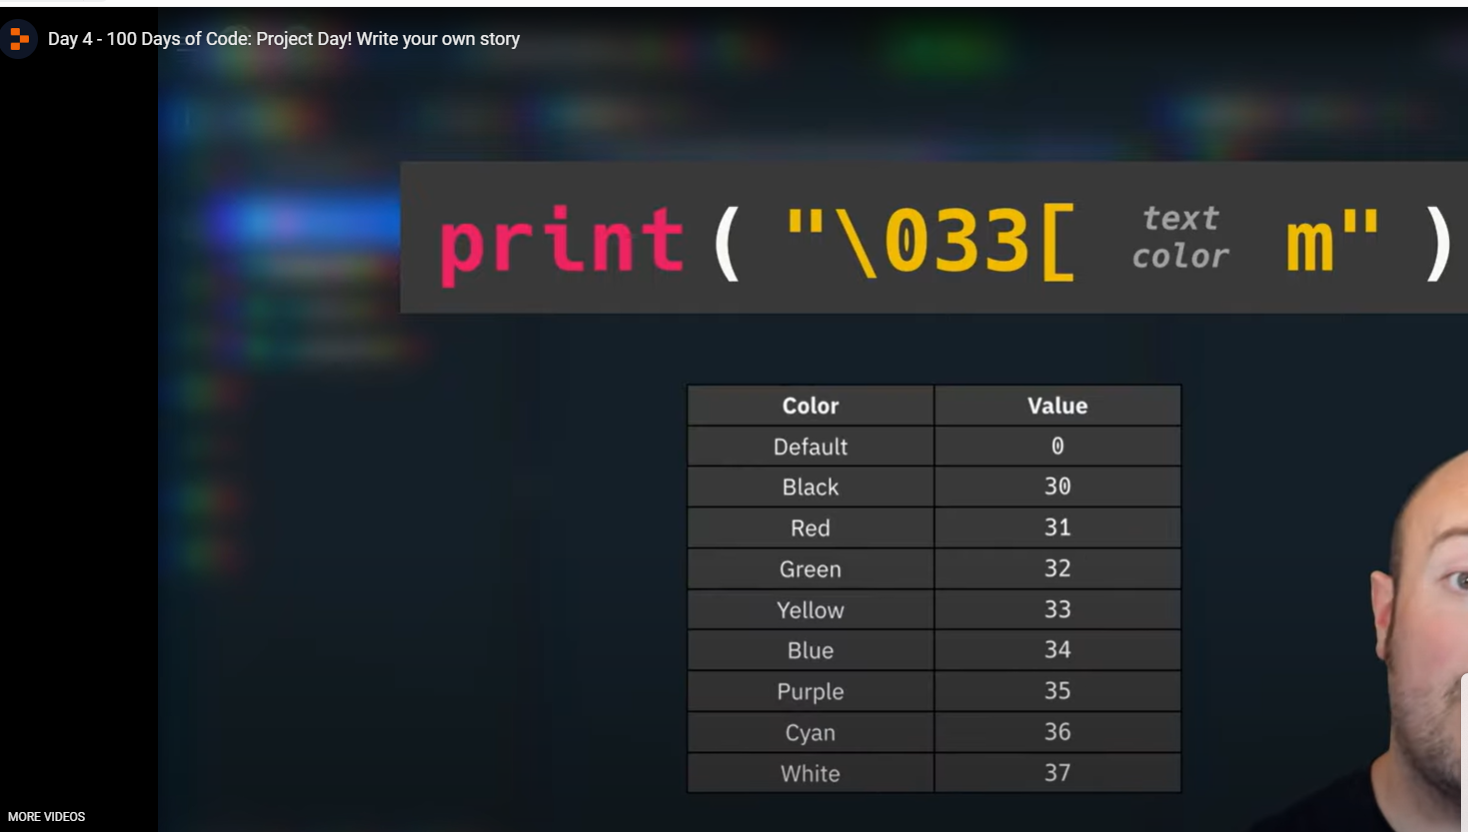 Day 4 - 100 Days of Code: Project Day! Write your own story
print ( "\033[ text color m" )
Color Value
Default 0
Black 30
Red 31
Green 32
Yellow 33
Blue 34
Purple 35
Cyan 36
White 37
MORE VIDEOS